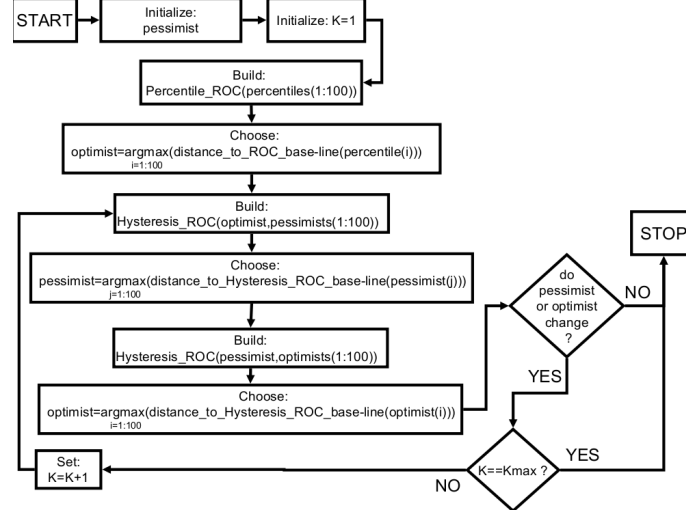 START
Initialize:
pessimist
Initialize: K=1
Build:
Percentile_ROC(percentiles(1:100))
Choose:
optimist=argmax(distance_to_ROC_base-line(percentile(i)))
i=1:100
Build:
Hysteresis_ROC(optimist,pessimists(1:100))
Choose:
pessimist=argmax(distance_to_Hysteresis_ROC_base-line(pessimist(j)))
j=1:100
Build:
Hysteresis_ROC(pessimist,optimists(1:100))
Choose:
optimist=argmax(distance_to_Hysteresis_ROC_base-line(optimist(i)))
i=1:100
do
pessimist
or optimist
change
?
NO
STOP
YES
K==Kmax ?
YES
NO
Set:
K=K+1